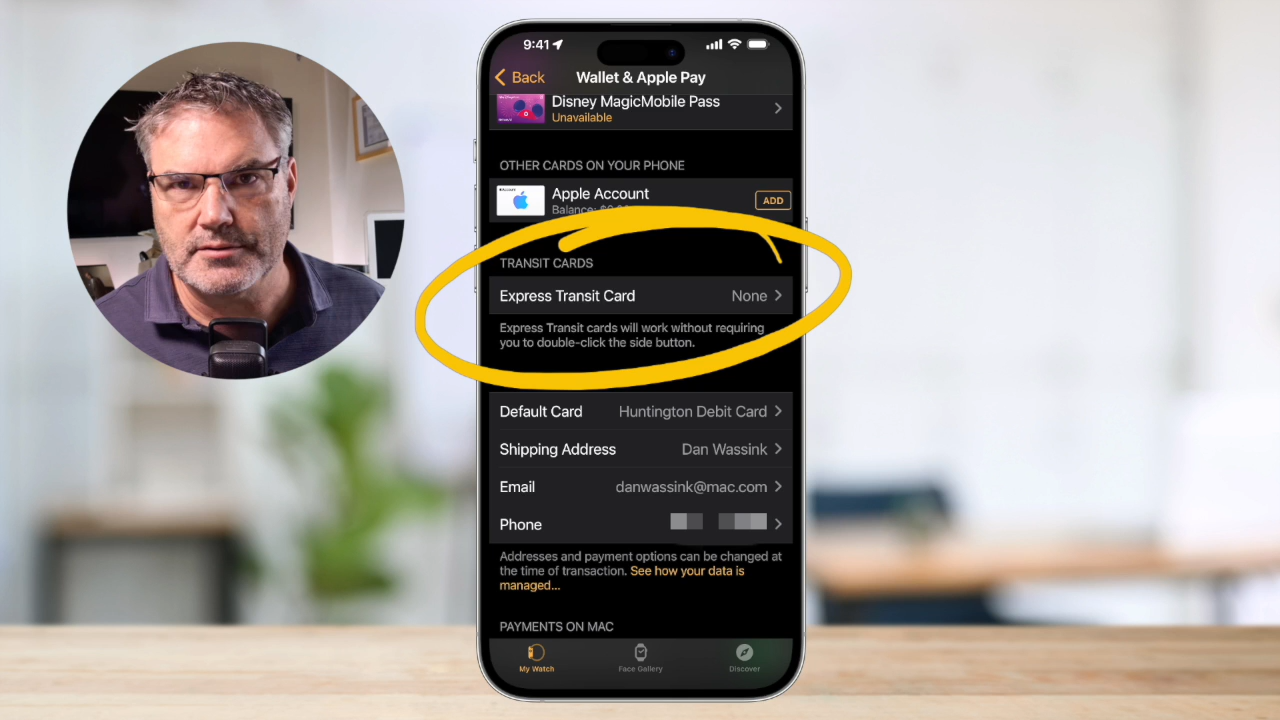 9:41
Back
Wallet & Apple Pay
Disney MagicMobile Pass
Unavailable
OTHER CARDS ON YOUR PHONE
Apple Account
ADD
Balance:
TRANSIT CARDS
Express Transit Card None
Express Transit cards will work without requiring
you to double-click the side button.
Default Card Huntington Debit Card
Shipping Address Dan Wassink
Email danwassink@mac.com
Phone
Addresses and payment options can be changed at
the time of transaction. See how your data is
managed...
PAYMENTS ON MAC
My Watch Face Gallery Discover